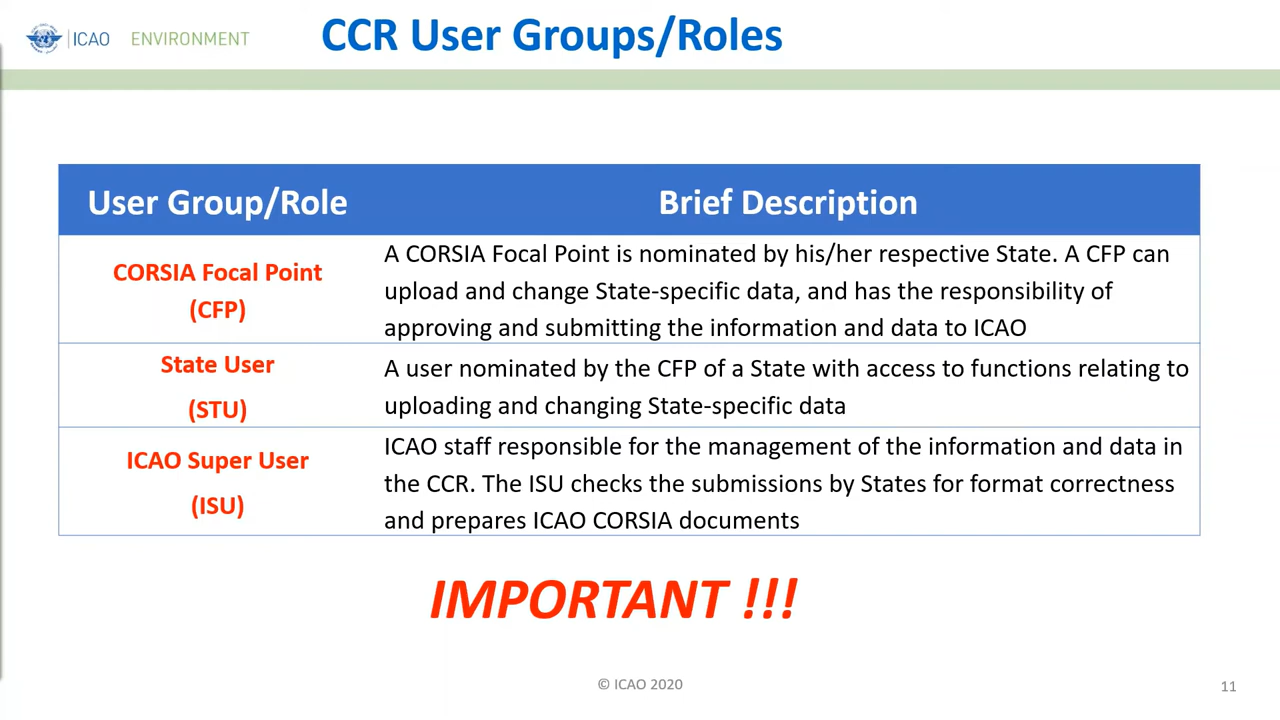 ICAO ENVIRONMENT
CCR User Groups/Roles
User Group/Role
Brief Description
CORSIA Focal Point
(CFP)
A CORSIA Focal Point is nominated by his/her respective State. A CFP can
upload and change State-specific data, and has the responsibility of
approving and submitting the information and data to ICAO
State User
(STU)
A user nominated by the CFP of a State with access to functions relating to
uploading and changing State-specific data
ICAO Super User
(ISU)
ICAO staff responsible for the management of the information and data in
the CCR. The ISU checks the submissions by States for format correctness
and prepares ICAO CORSIA documents
IMPORTANT !!!
© ICAO 2020
11